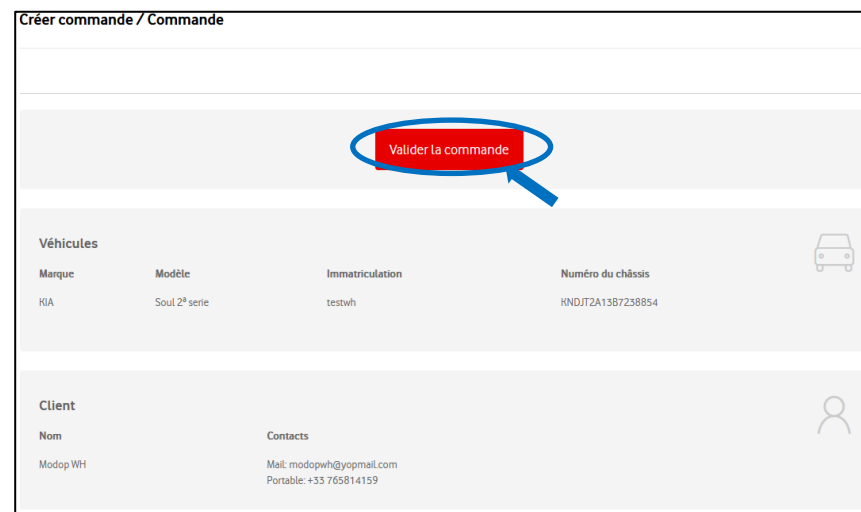 Créer commande / Commande
Valider la commande
Véhicules
Marque Modèle Immatriculation Numéro du châssis
KIA Soul 2ª serie testwh KNDJT2A13B7238854
Client
Nom Contacts
Modop WH Mail: modopwh@yopmail.com
Portable: +33 765814159